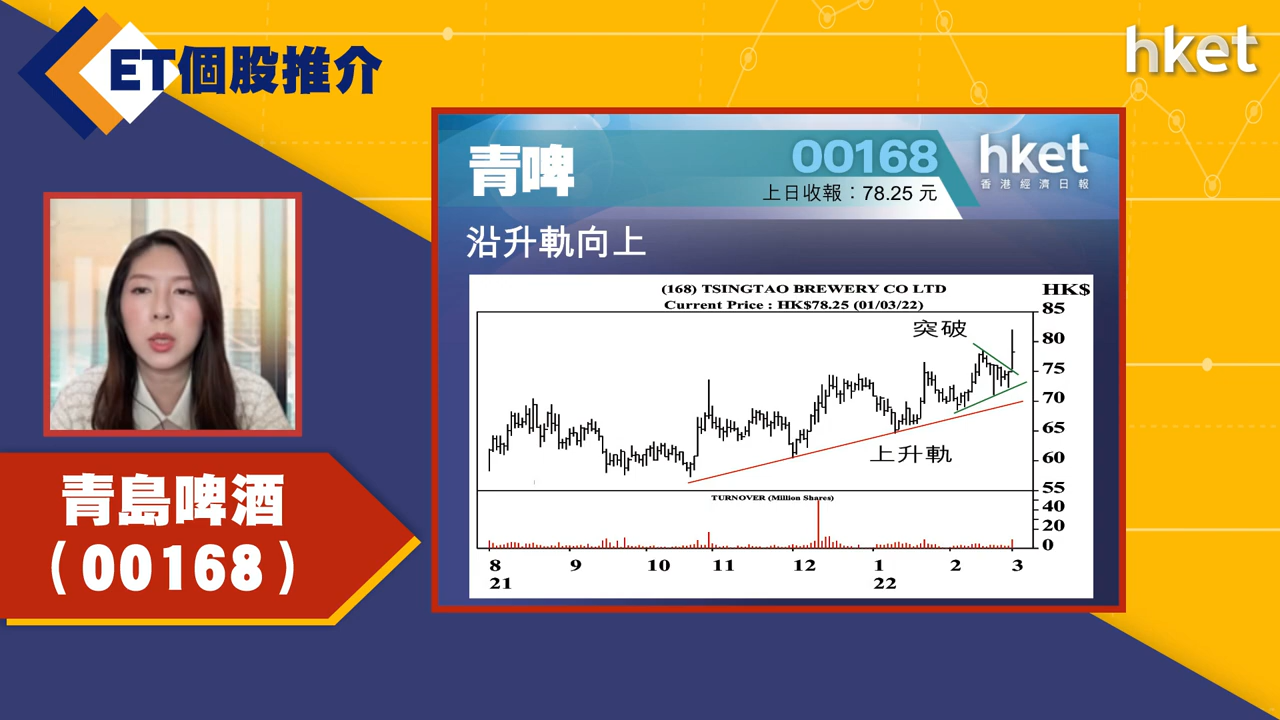 ET個股推介
hket
青啤
00168
上日收報：78.25 元
hket
香港經濟日報
沿升軌向上
(168) TSINGTAO BREWERY CO LTD
HK$
Current Price : HK$78.25 (01/03/22)
85
突破
80
75
70
65
上升軌
60
55
TURNOVER (Million Shares)
40
20
0
8 9 10 11 12 1 2 3
21 22
青島啤酒
（00168）